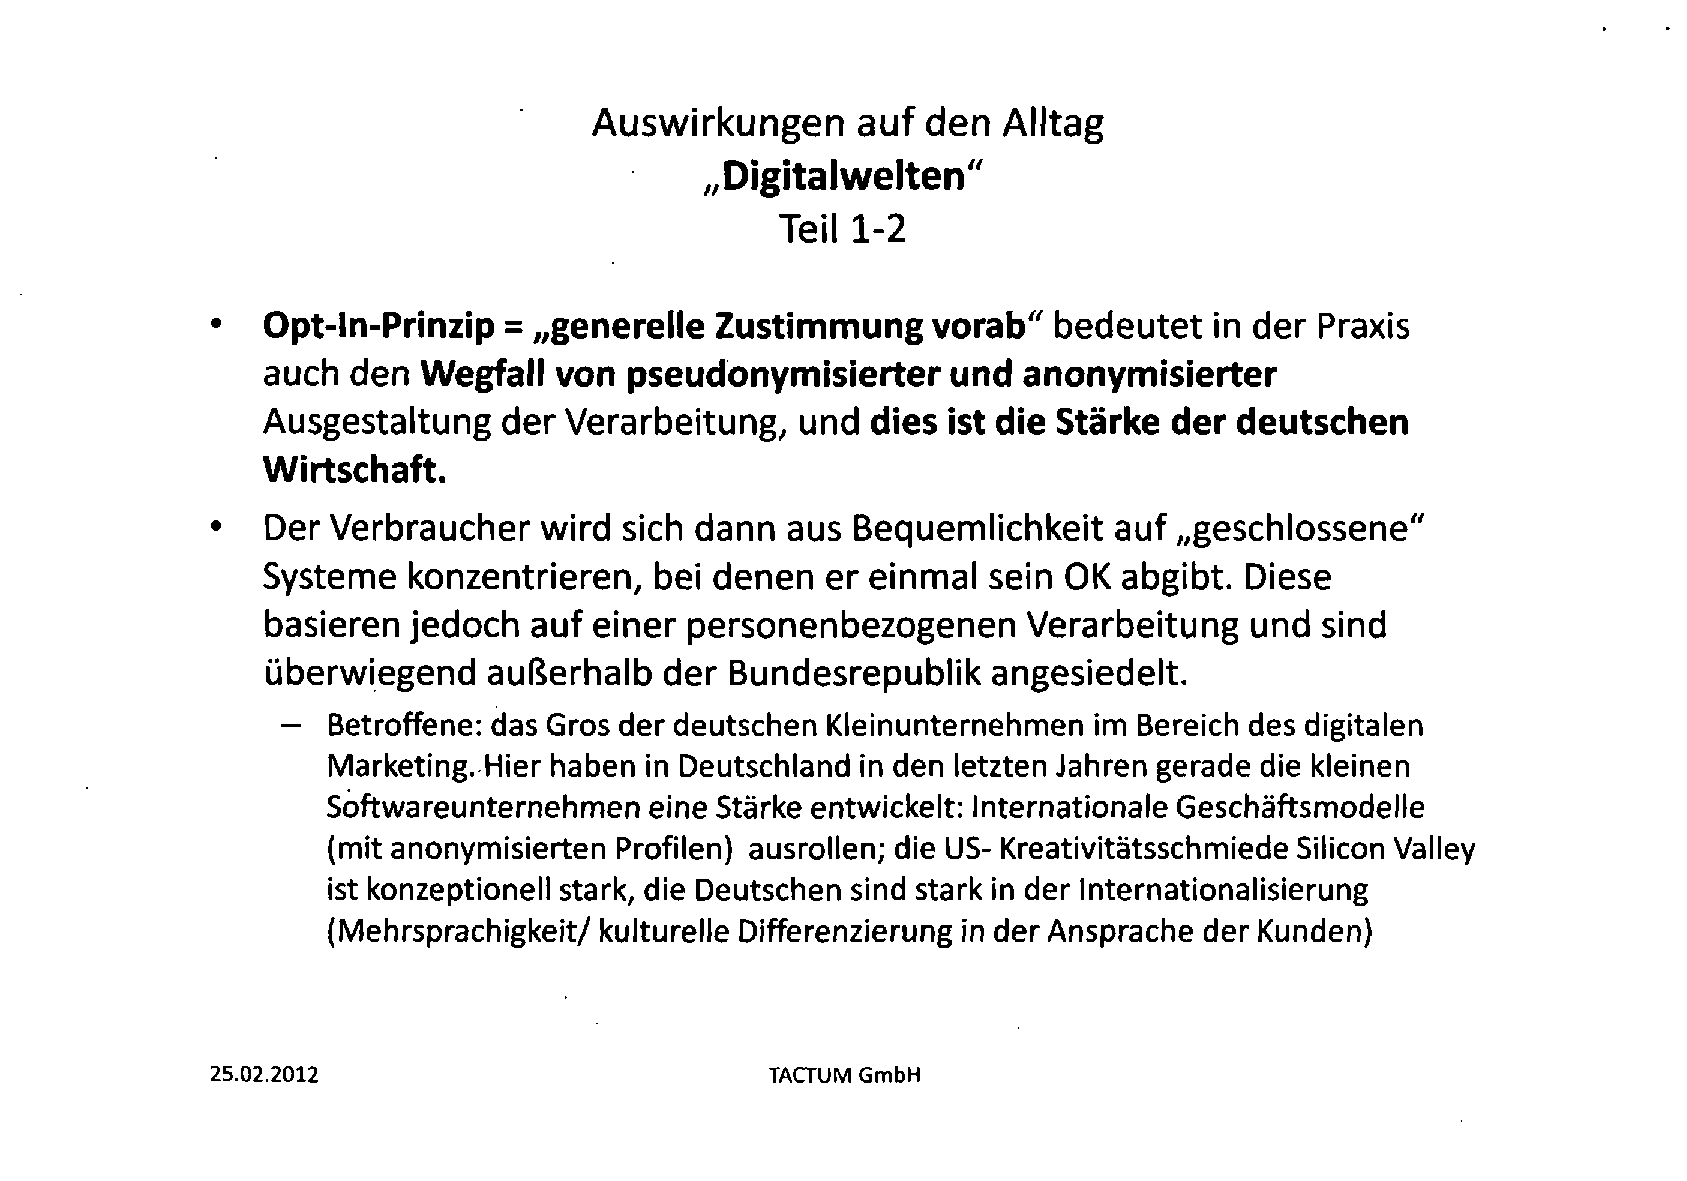 Auswirkungen auf den Alltag
„Digitalwelten“
Teil 1-2
• Opt-In-Prinzip = „generelle Zustimmung vorab“ bedeutet in der Praxis
auch den Wegfall von pseudonymisierter und anonymisierter
Ausgestaltung der Verarbeitung, und dies ist die Stärke der deutschen
Wirtschaft.
• Der Verbraucher wird sich dann aus Bequemlichkeit auf „geschlossene“
Systeme konzentrieren, bei denen er einmal sein OK abgibt. Diese
basieren jedoch auf einer personenbezogenen Verarbeitung und sind
überwiegend außerhalb der Bundesrepublik angesiedelt.
– Betroffene: das Gros der deutschen Kleinunternehmen im Bereich des digitalen
Marketing. Hier haben in Deutschland in den letzten Jahren gerade die kleinen
Softwareunternehmen eine Stärke entwickelt: Internationale Geschäftsmodelle
(mit anonymisierten Profilen) ausrollen; die US- Kreativitätsschmiede Silicon Valley
ist konzeptionell stark, die Deutschen sind stark in der Internationalisierung
(Mehrsprachigkeit/ kulturelle Differenzierung in der Ansprache der Kunden)
25.02.2012
TACTUM GmbH